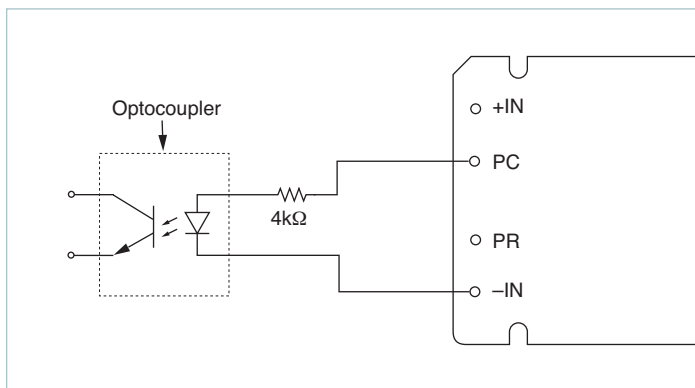 +IN
Optocoupler
PC
4kΩ
PR
–IN